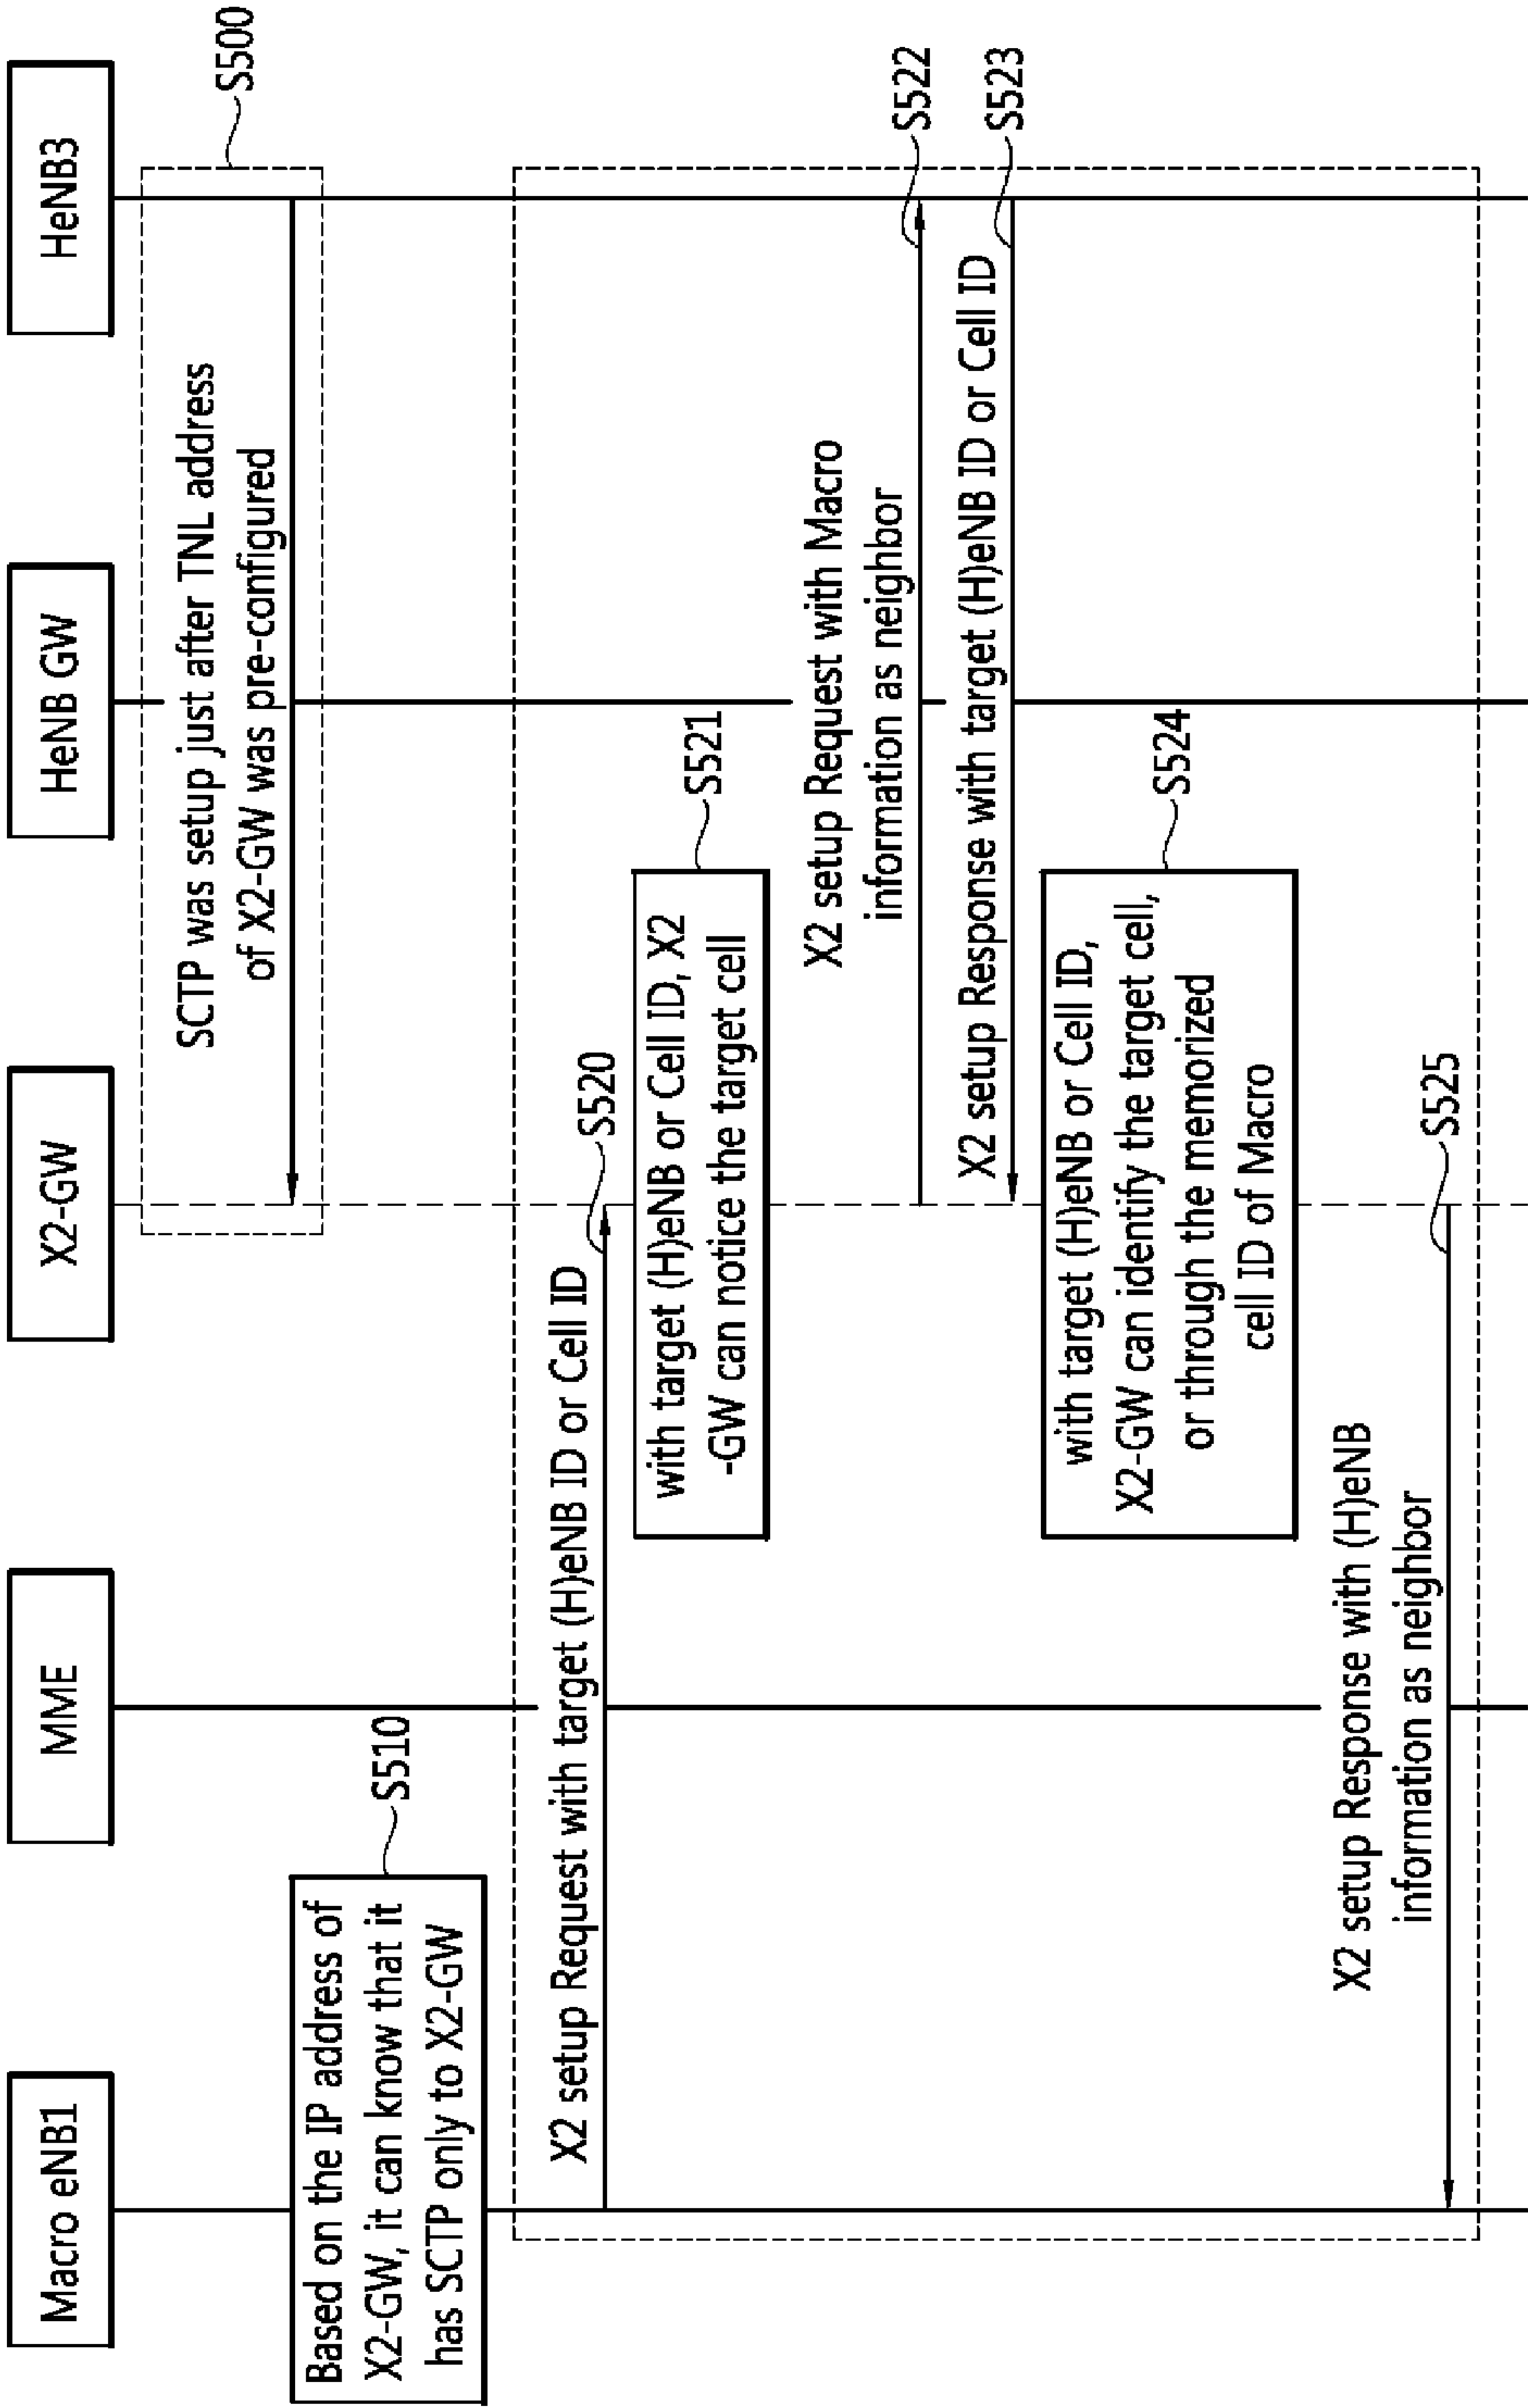 Macro eNB1
MME
X2-GW
HeNB GW
HeNB3
SCTP was setup just after TNL address
of X2-GW was pre-configured
S500
Based on the IP address of
X2-GW, it can know that it
has SCTP only to X2-GW
S510
X2 setup Request with target (H)eNB ID or Cell ID
S520
with target (H)eNB or Cell ID, X2
-GW can notice the target cell
S521
X2 setup Request with Macro
information as neighbor
S522
X2 setup Response with target (H)eNB ID or Cell ID
S523
with target (H)eNB or Cell ID,
X2-GW can identify the target cell,
or through the memorized
cell ID of Macro
S524
X2 setup Response with (H)eNB
information as neighbor
S525